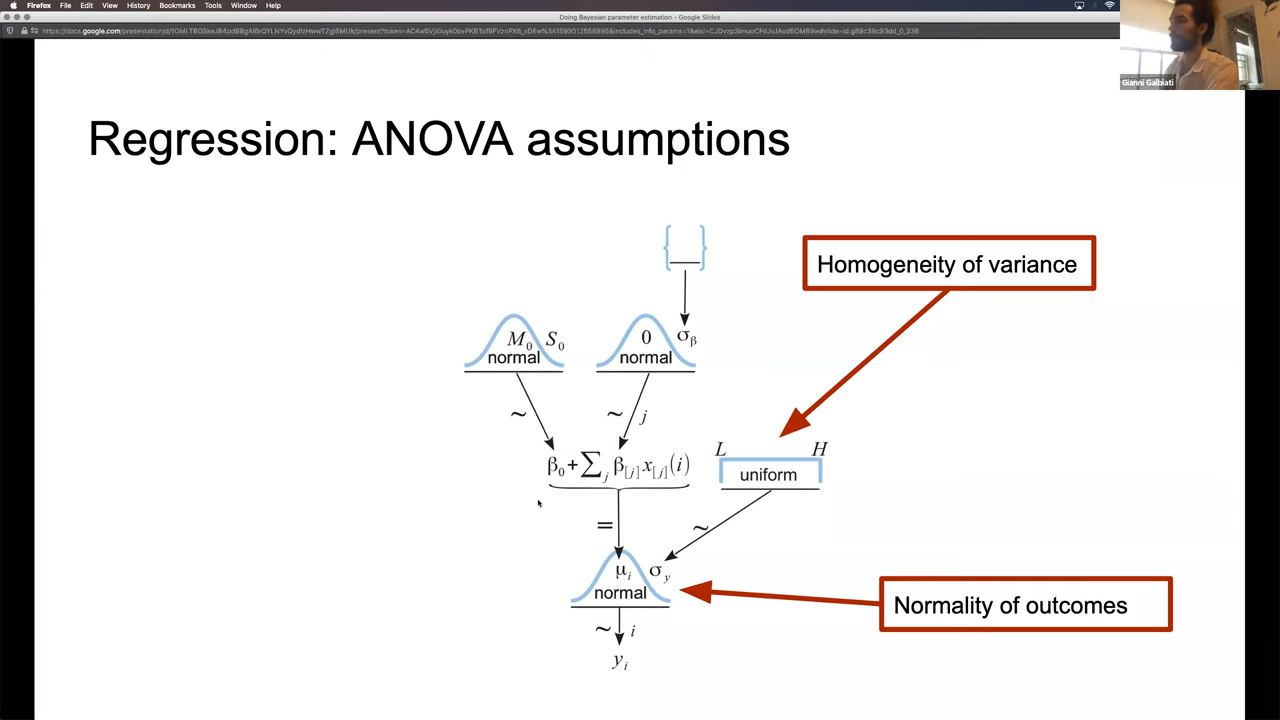 Firefox File Edit View History Bookmarks Tools Window Help
Doing Bayesian parameter estimation - Google Slides
Gianni Galbiati
Regression: ANOVA assumptions
Homogeneity of variance
M₀ S₀
normal
0 σᵦ
normal
~
~ j
β₀ + ∑ⱼ β[j] x[j](i)
L H
uniform
=
~
μᵢ σᵧ
normal
Normality of outcomes
~ i
yᵢ